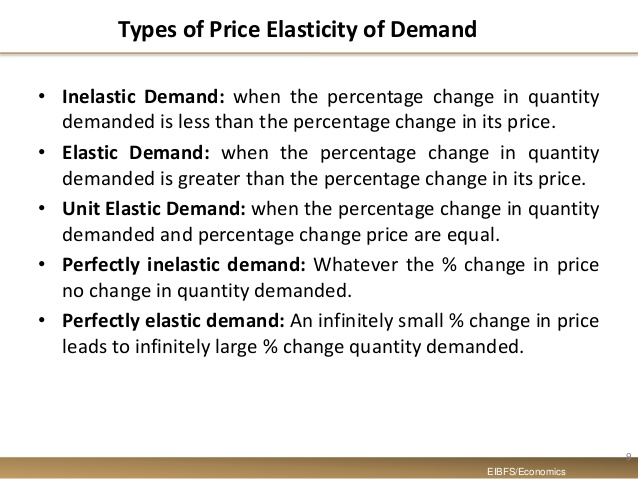 Types of Price Elasticity of Demand
• Inelastic Demand: when the percentage change in quantity
demanded is less than the percentage change in its price.
• Elastic Demand: when the percentage change in quantity
demanded is greater than the percentage change in its price.
• Unit Elastic Demand: when the percentage change in quantity
demanded and percentage change price are equal.
• Perfectly inelastic demand: Whatever the % change in price
no change in quantity demanded.
• Perfectly elastic demand: An infinitely small % change in price
leads to infinitely large % change quantity demanded.
9
EIBFS/Economics